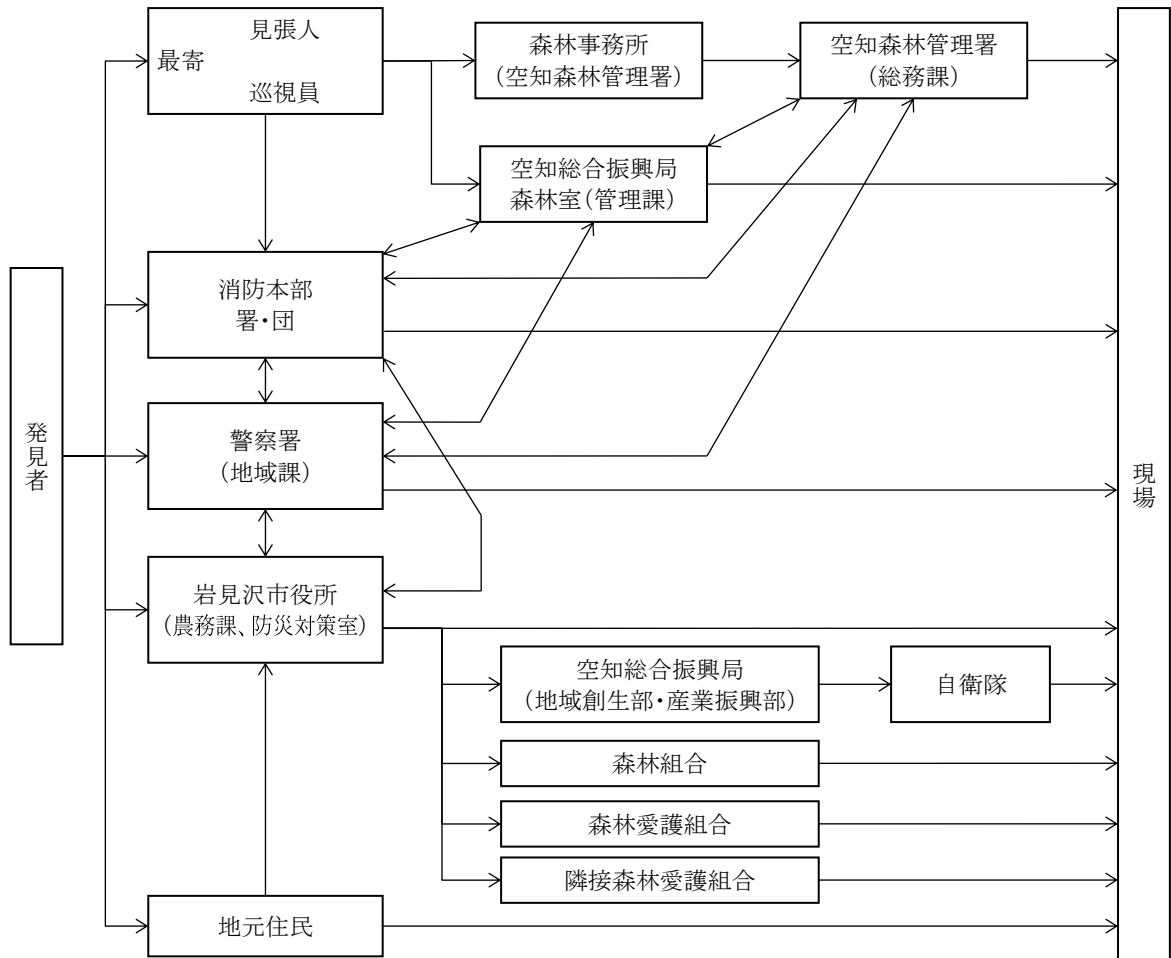 発見者
最寄
見張人
巡視員
森林事務所
(空知森林管理署)
空知森林管理署
(総務課)
空知総合振興局
森林室(管理課)
消防本部
署・団
警察署
(地域課)
岩見沢市役所
(農務課、防災対策室)
空知総合振興局
(地域創生部・産業振興部)
自衛隊
森林組合
森林愛護組合
隣接森林愛護組合
地元住民
現場